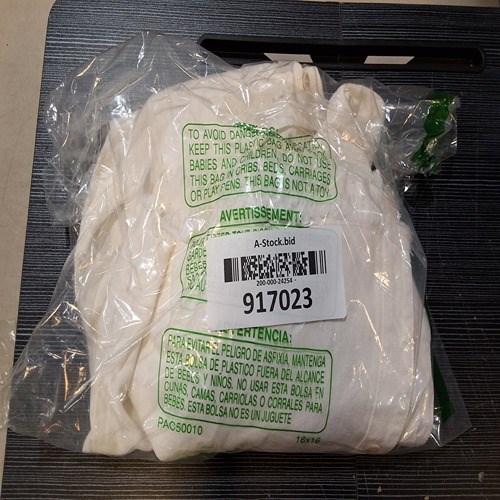 TO AVOID DANGER
KEEP THIS PLASTIC BAG AWAY FROM
BABIES AND CHILDREN. DO NOT USE
THIS BAG IN CRIBS, BEDS, CARRIAGES
OR PLAY PENS. THIS BAG IS NOT A TOY.
AVERTISSEMENT:
A-Stock.bid
200-000-24254 -
917023
PARA EVITAR EL PELIGRO DE ASFIXIA, MANTENGA
ESTA BOLSA DE PLASTICO FUERA DEL ALCANCE
DE BEBES Y NIÑOS. NO USAR ESTA BOLSA EN
CUNAS, CAMAS, CARRIOLAS O CORRALES PARA
BEBES. ESTA BOLSA NO ES UN JUGUETE
PAC50010
16x16